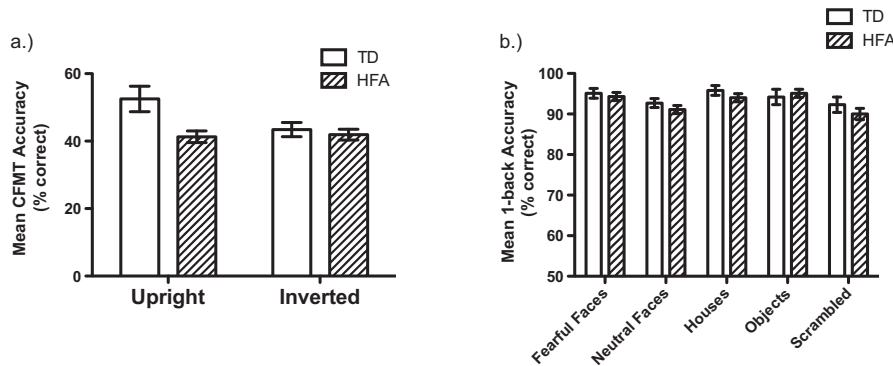 a.)
TD
HFA
Mean CFMT Accuracy
(% correct)
60
40
20
0
Upright
Inverted
b.)
TD
HFA
Mean 1-back Accuracy
(% correct)
100
90
80
70
60
50
Fearful Faces
Neutral Faces
Houses
Objects
Scrambled